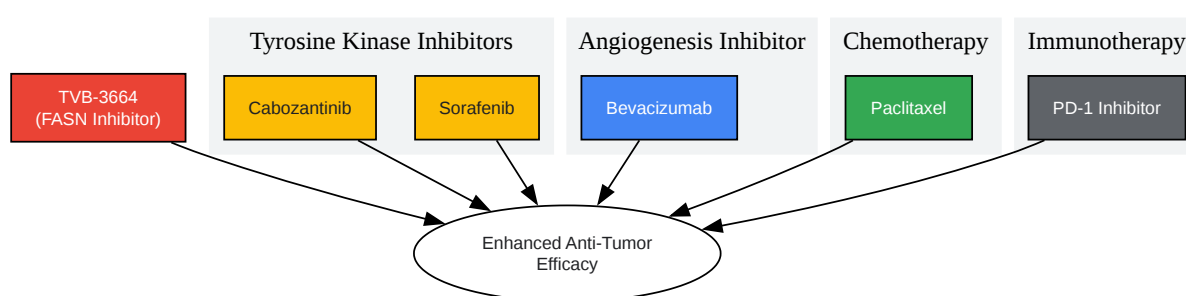 Tyrosine Kinase Inhibitors
Angiogenesis Inhibitor
Chemotherapy
Immunotherapy
TVB-3664
(FASN Inhibitor)
Cabozantinib
Sorafenib
Bevacizumab
Paclitaxel
PD-1 Inhibitor
Enhanced Anti-Tumor
Efficacy